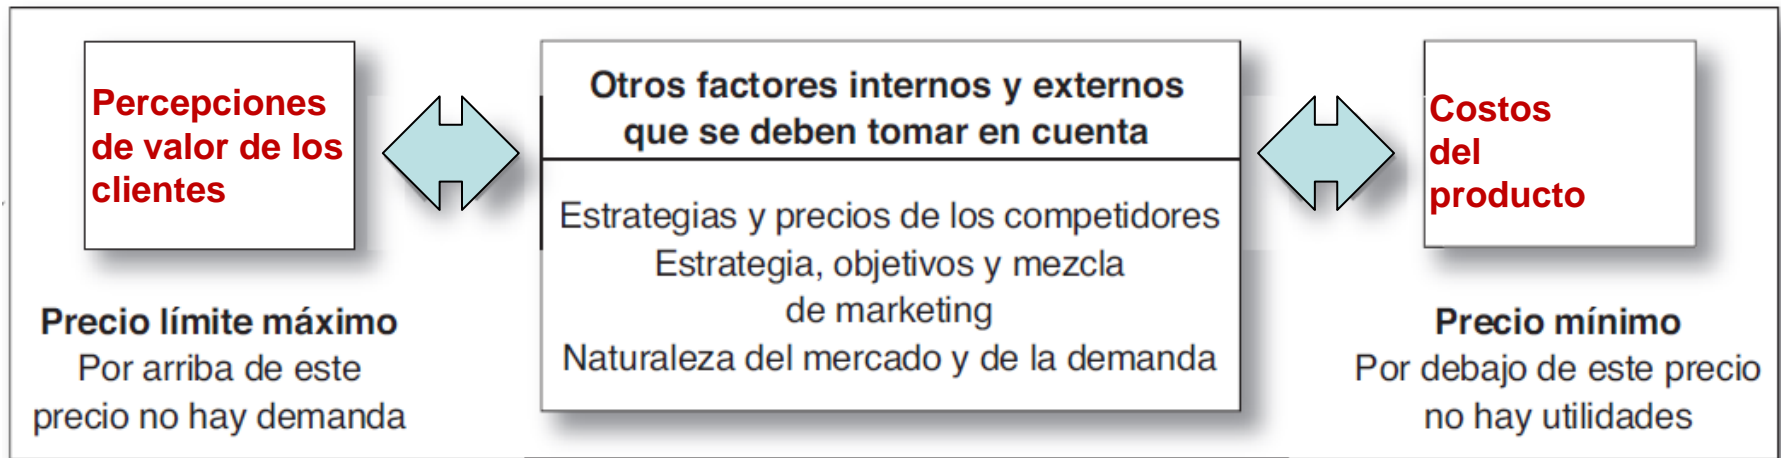 Percepciones
de valor de los
clientes
Precio límite máximo
Por arriba de este
precio no hay demanda
Otros factores internos y externos
que se deben tomar en cuenta
Estrategias y precios de los competidores
Estrategia, objetivos y mezcla
de marketing
Naturaleza del mercado y de la demanda
Costos
del
producto
Precio mínimo
Por debajo de este precio
no hay utilidades